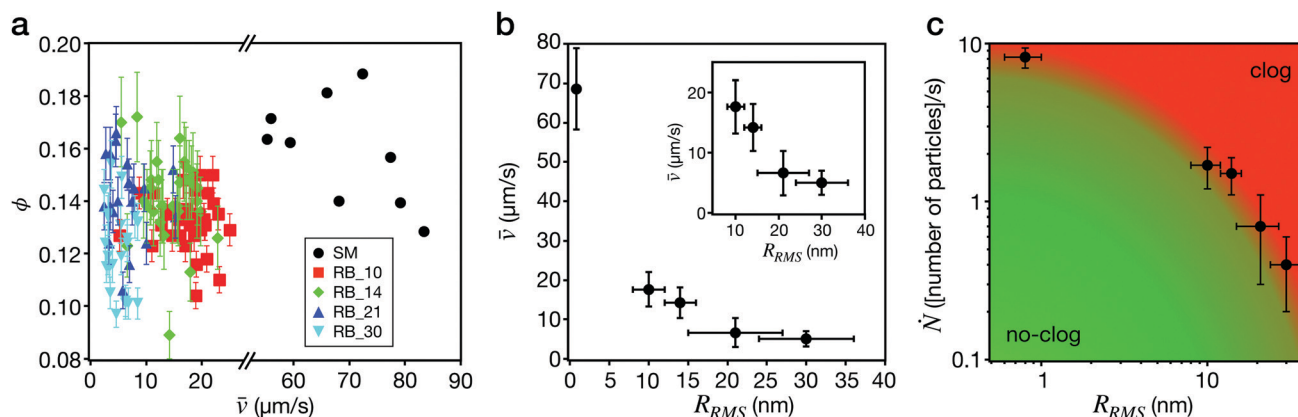 a
0.20
0.18
0.16
0.14
0.12
0.10
0.08
ϕ
0 10 20 60 70 80 90
v̄ (µm/s)
SM
RB_10
RB_14
RB_21
RB_30
b
80
70
60
50
40
30
20
10
0
v̄ (µm/s)
0 5 10 15 20 25 30 35 40
R_RMS (nm)
20
10
0
v̄ (µm/s)
0 10 20 30 40
R_RMS (nm)
c
10
1
0.1
Ṅ ([number of particles]/s)
clog
no-clog
1 10
R_RMS (nm)